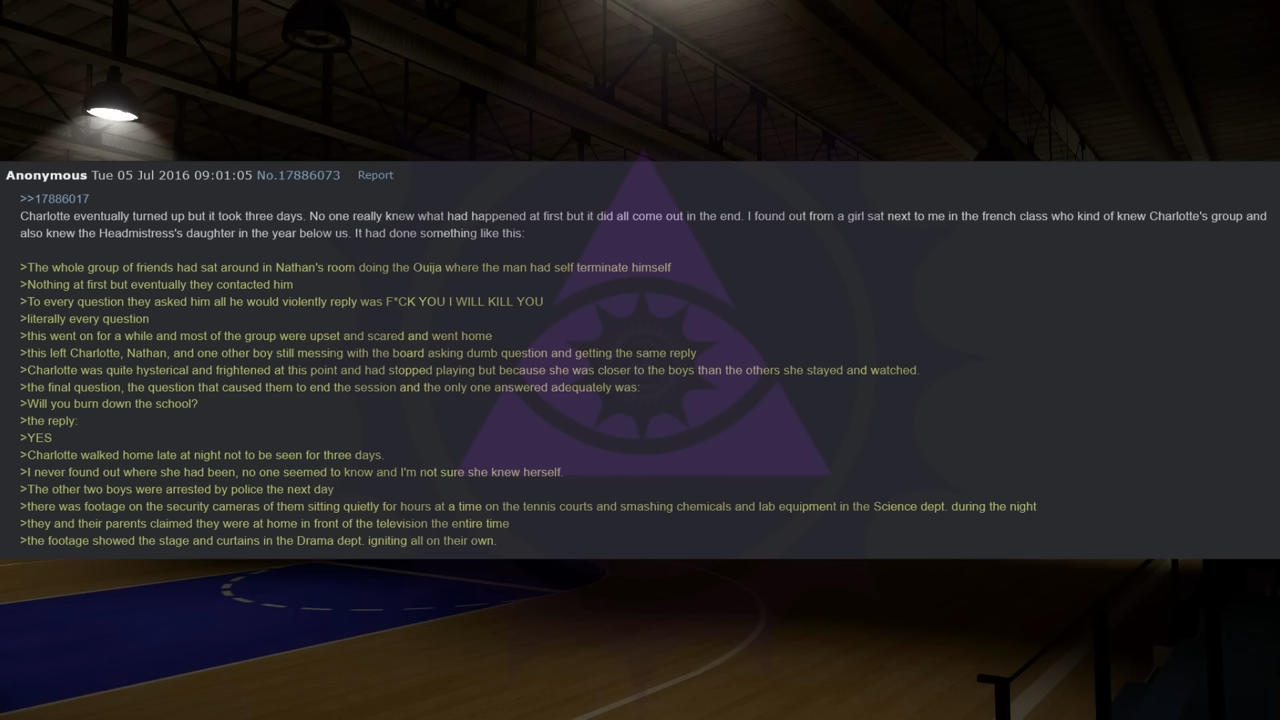 Anonymous Tue 05 Jul 2016 09:01:05 No.17886073 Report
>>17886017
Charlotte eventually turned up but it took three days. No one really knew what had happened at first but it did all come out in the end. I found out from a girl sat next to me in the french class who kind of knew Charlotte's group and
also knew the Headmistress's daughter in the year below us. It had done something like this:
>The whole group of friends had sat around in Nathan's room doing the Ouija where the man had self terminate himself
>Nothing at first but eventually they contacted him
>To every question they asked him all he would violently reply was F*CK YOU I WILL KILL YOU
>literally every question
>this went on for a while and most of the group were upset and scared and went home
>this left Charlotte, Nathan, and one other boy still messing with the board asking dumb question and getting the same reply
>Charlotte was quite hysterical and frightened at this point and had stopped playing but because she was closer to the boys than the others she stayed and watched.
>the final question, the question that caused them to end the session and the only one answered adequately was:
>Will you burn down the school?
>the reply:
>YES
>Charlotte walked home late at night not to be seen for three days.
>I never found out where she had been, no one seemed to know and I'm not sure she knew herself.
>The other two boys were arrested by police the next day
>there was footage on the security cameras of them sitting quietly for hours at a time on the tennis courts and smashing chemicals and lab equipment in the Science dept. during the night
>they and their parents claimed they were at home in front of the television the entire time
>the footage showed the stage and curtains in the Drama dept. igniting all on their own.